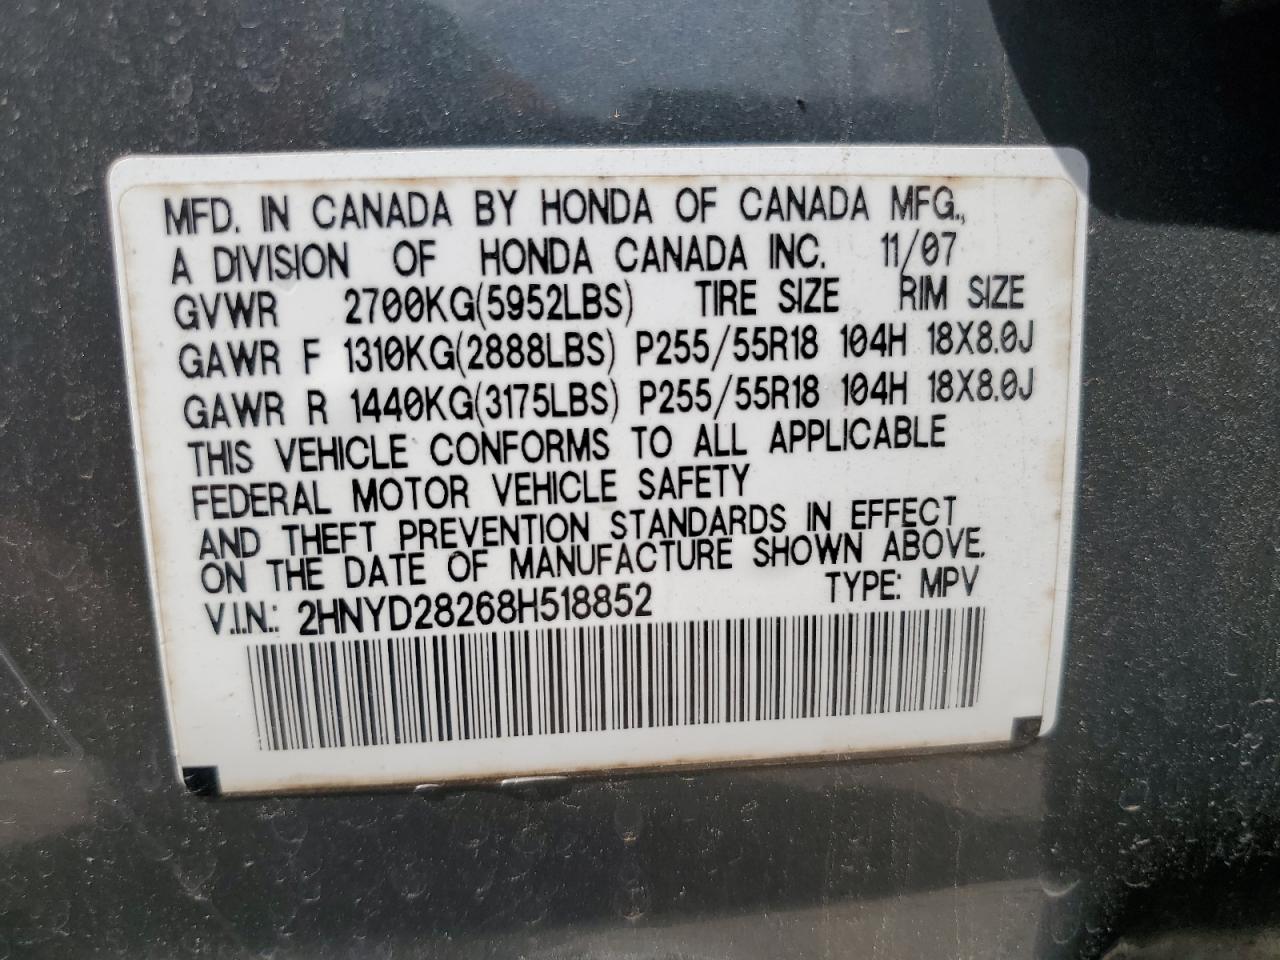 MFD. IN CANADA BY HONDA OF CANADA MFG.,
A DIVISION OF HONDA CANADA INC. 11/07
GVWR 2700KG(5952LBS) TIRE SIZE RIM SIZE
GAWR F 1310KG(2888LBS) P255/55R18 104H 18X8.0J
GAWR R 1440KG(3175LBS) P255/55R18 104H 18X8.0J
THIS VEHICLE CONFORMS TO ALL APPLICABLE
FEDERAL MOTOR VEHICLE SAFETY
AND THEFT PREVENTION STANDARDS IN EFFECT
ON THE DATE OF MANUFACTURE SHOWN ABOVE.
V.I.N.: 2HNYD28268H518852 TYPE: MPV